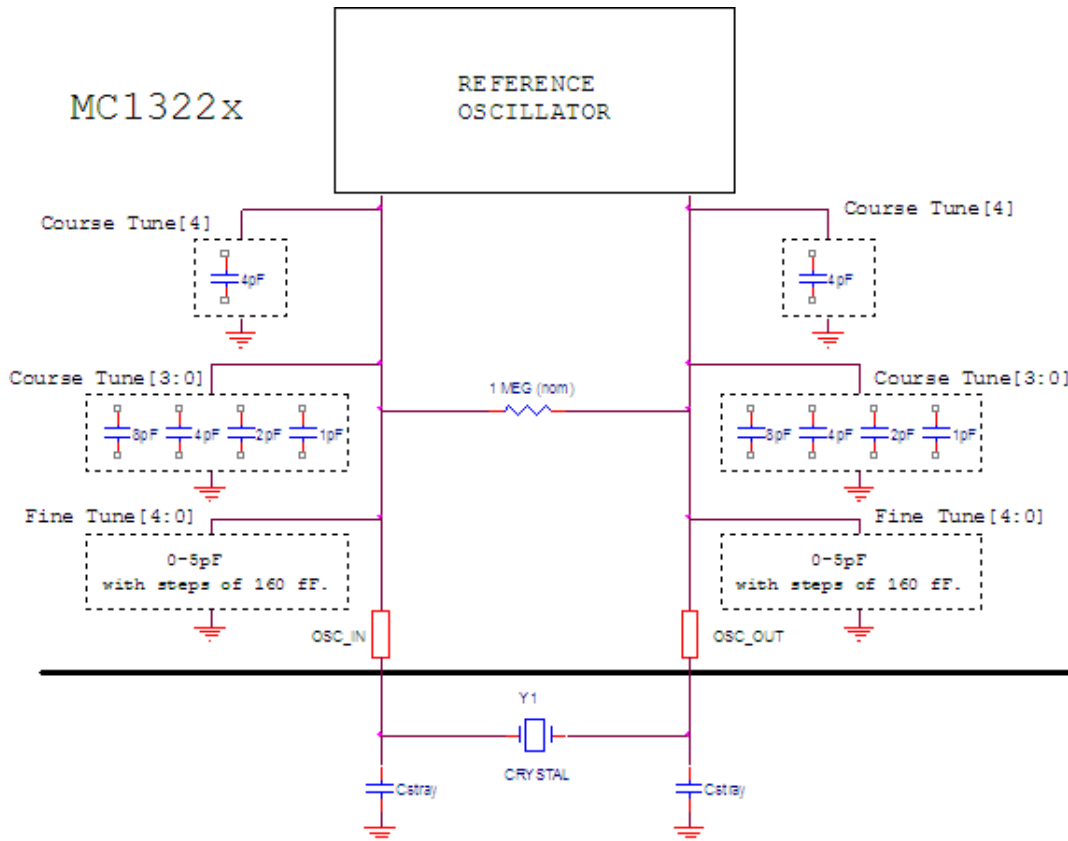 MC1322x
REFERENCE
OSCILLATOR
Course Tune[4]
Course Tune[4]
4pF
4pF
Course Tune[3:0]
1 MEG (nom)
Course Tune[3:0]
8pF 4pF 2pF 1pF
8pF 4pF 2pF 1pF
Fine Tune[4:0]
Fine Tune[4:0]
0-5pF
with steps of 160 fF.
0-5pF
with steps of 160 fF.
OSC_IN
OSC_OUT
Y1
CRYSTAL
Cstray
Cstray